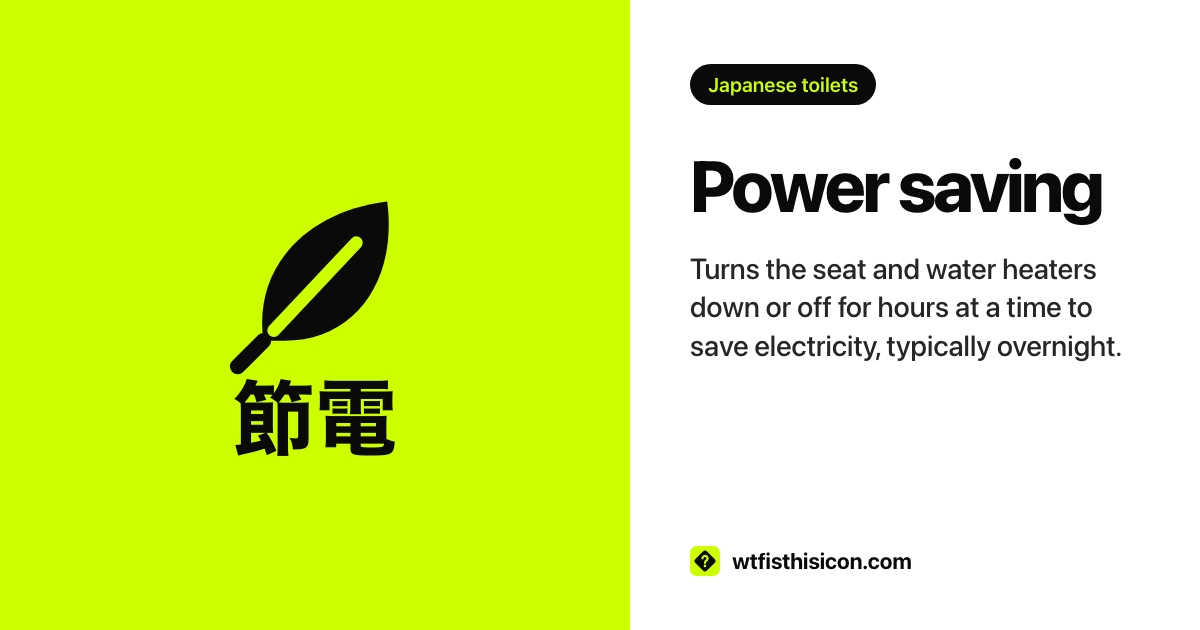 節電
Japanese toilets
Power saving
Turns the seat and water heaters
down or off for hours at a time to
save electricity, typically overnight.
?
wtfisthisicon.com